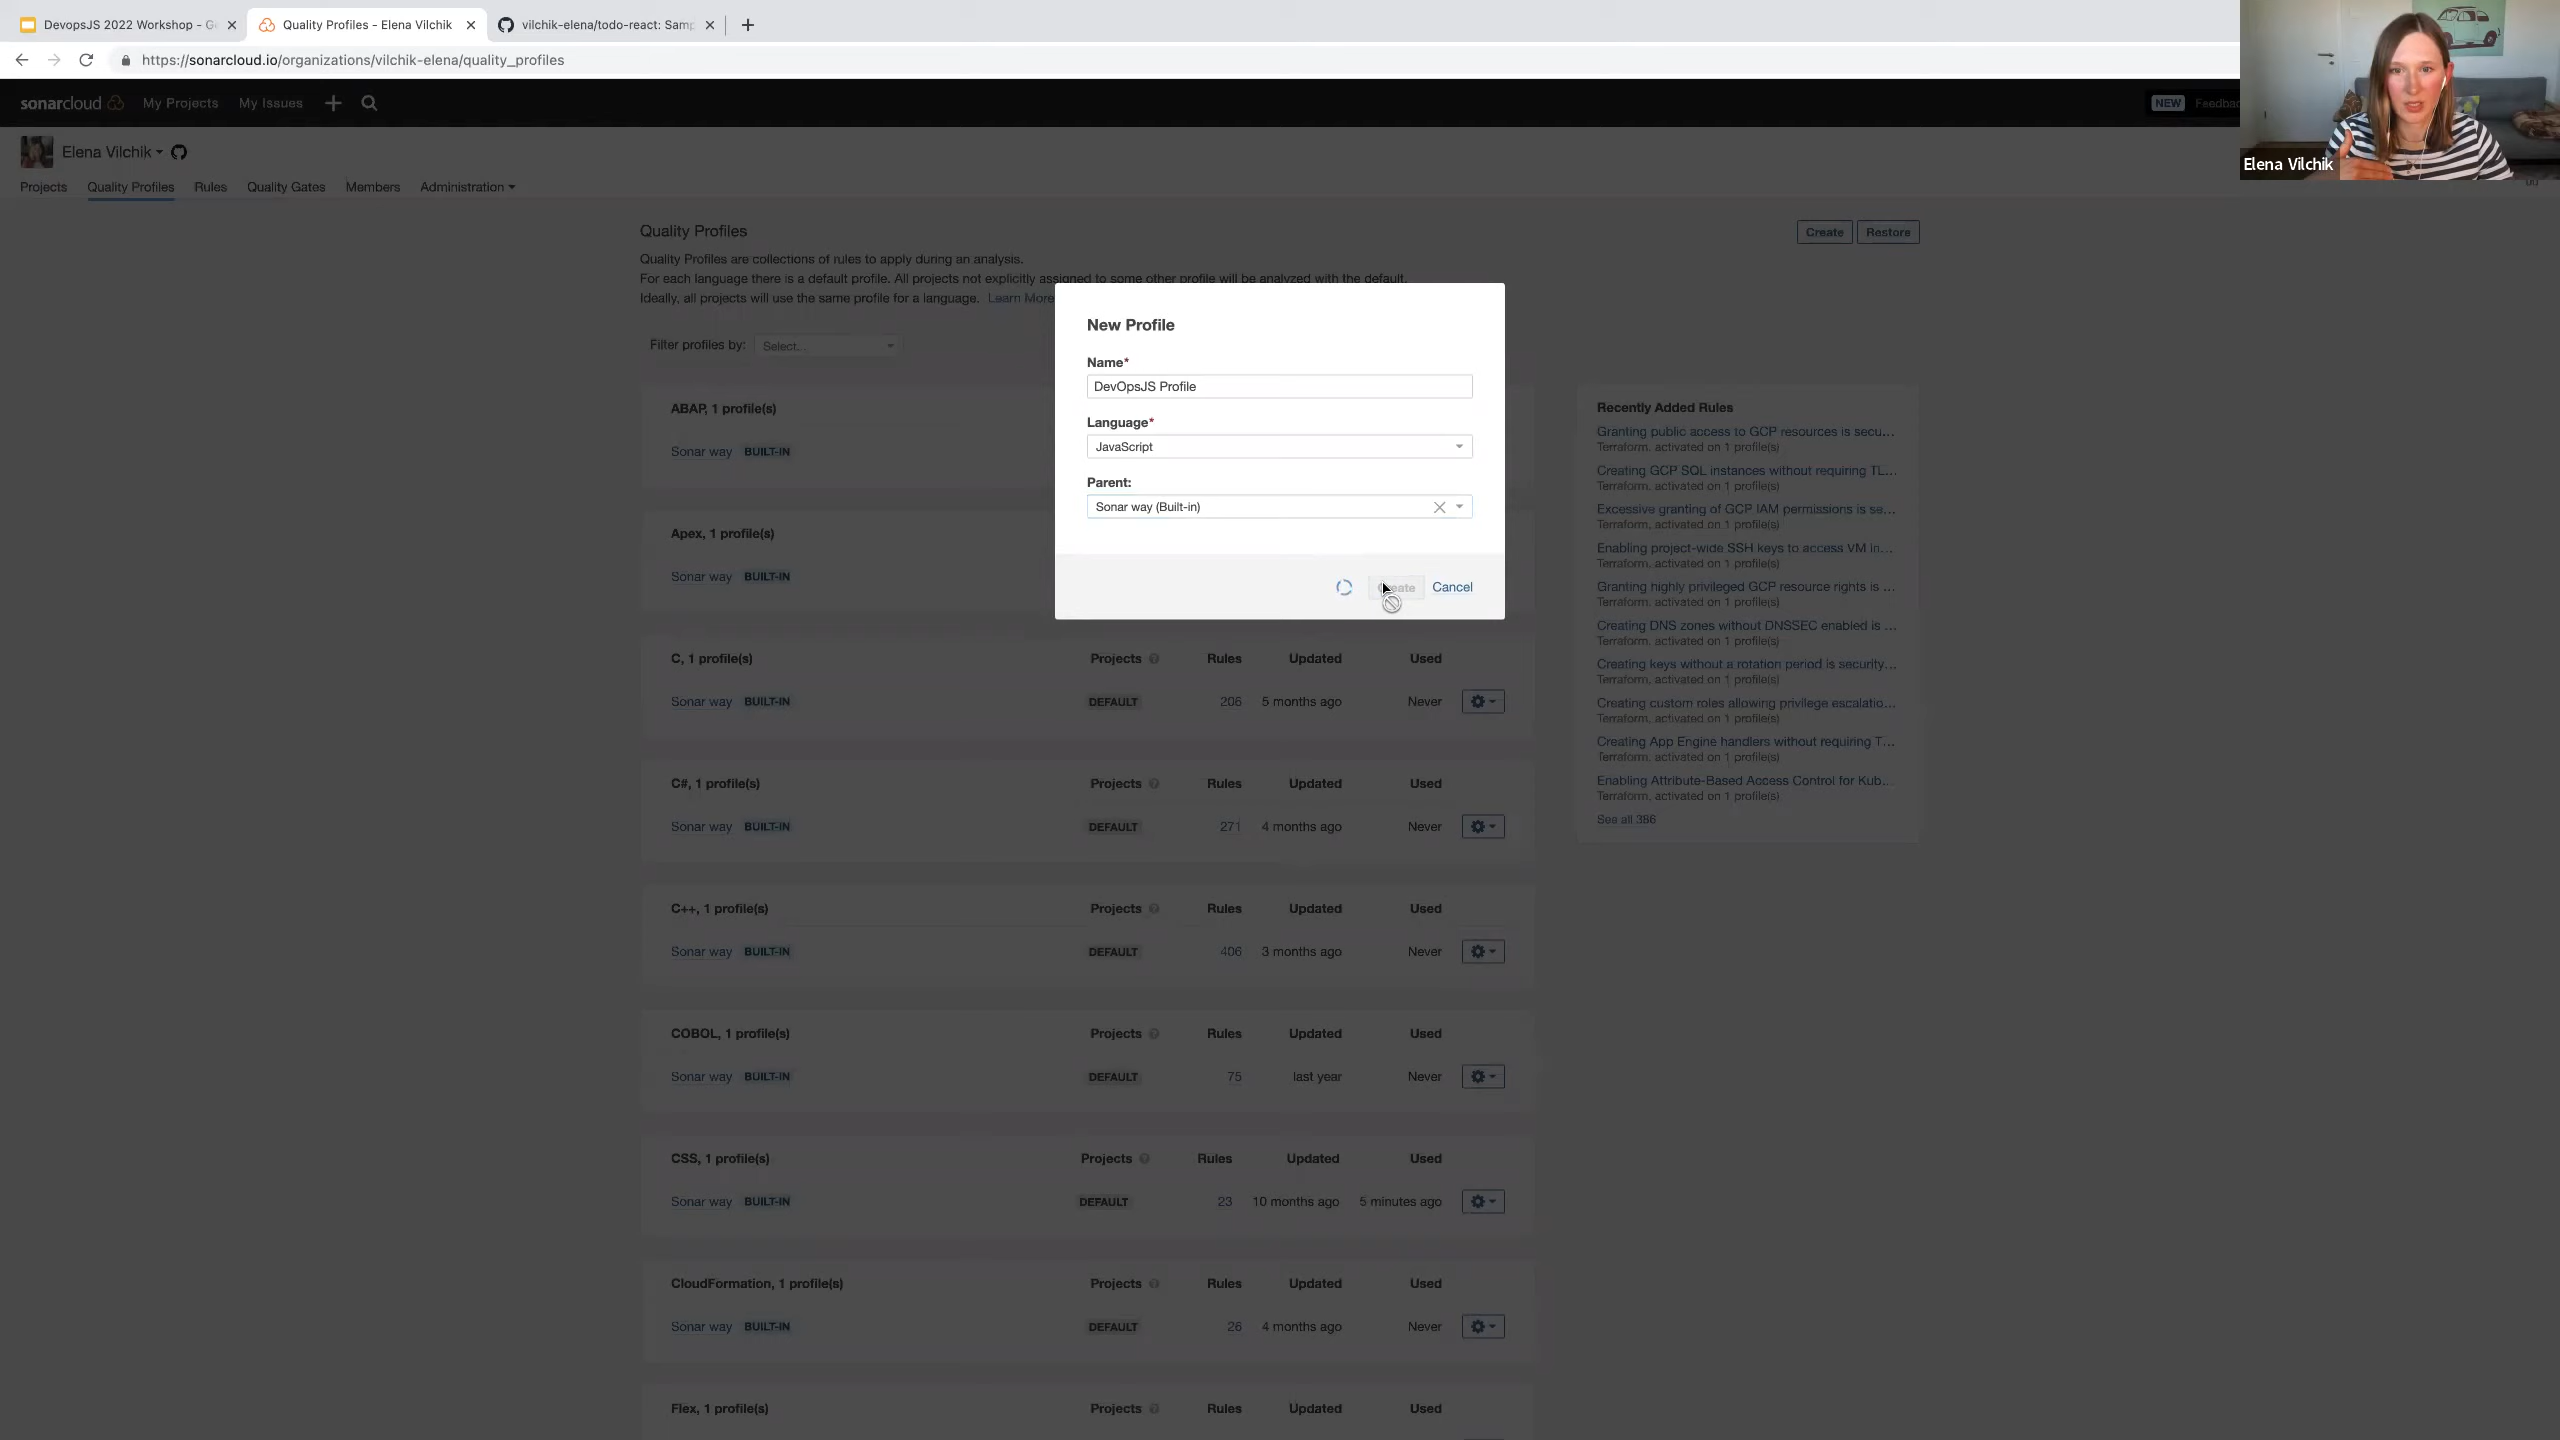 DevopsJS 2022 Workshop - G
Quality Profiles - Elena Vilchik
vilchik-elena/todo-react: Sam
https://sonarcloud.io/organizations/vilchik-elena/quality_profiles
sonarcloud My Projects My Issues
NEW Feedbac
Elena Vilchik
Elena Vilchik
Projects Quality Profiles Rules Quality Gates Members Administration
Quality Profiles
Create Restore
Quality Profiles are collections of rules to apply during an analysis.
For each language there is a default profile. All projects not explicitly assigned to some other profile will be analyzed with the default.
Ideally, all projects will use the same profile for a language. Learn More
Filter profiles by: Select...
New Profile
Name*
DevOpsJS Profile
Language*
JavaScript
Parent:
Sonar way (Built-in)
Create Cancel
ABAP, 1 profile(s)
Sonar way BUILT-IN
Apex, 1 profile(s)
Sonar way BUILT-IN
C, 1 profile(s) Projects Rules Updated Used
Sonar way BUILT-IN DEFAULT 206 5 months ago Never
C#, 1 profile(s) Projects Rules Updated Used
Sonar way BUILT-IN DEFAULT 271 4 months ago Never
C++, 1 profile(s) Projects Rules Updated Used
Sonar way BUILT-IN DEFAULT 406 3 months ago Never
COBOL, 1 profile(s) Projects Rules Updated Used
Sonar way BUILT-IN DEFAULT 75 last year Never
CSS, 1 profile(s) Projects Rules Updated Used
Sonar way BUILT-IN DEFAULT 23 10 months ago 5 minutes ago
CloudFormation, 1 profile(s) Projects Rules Updated Used
Sonar way BUILT-IN DEFAULT 26 4 months ago Never
Flex, 1 profile(s) Projects Rules Updated Used
Recently Added Rules
Granting public access to GCP resources is secu...
Terraform, activated on 1 profile(s)
Creating GCP SQL instances without requiring TL...
Terraform, activated on 1 profile(s)
Excessive granting of GCP IAM permissions is se...
Terraform, activated on 1 profile(s)
Enabling project-wide SSH keys to access VM in...
Terraform, activated on 1 profile(s)
Granting highly privileged GCP resource rights is ...
Terraform, activated on 1 profile(s)
Creating DNS zones without DNSSEC enabled is ...
Terraform, activated on 1 profile(s)
Creating keys without a rotation period is security...
Terraform, activated on 1 profile(s)
Creating custom roles allowing privilege escalatio...
Terraform, activated on 1 profile(s)
Creating App Engine handlers without requiring T...
Terraform, activated on 1 profile(s)
Enabling Attribute-Based Access Control for Kub...
Terraform, activated on 1 profile(s)
See all 386